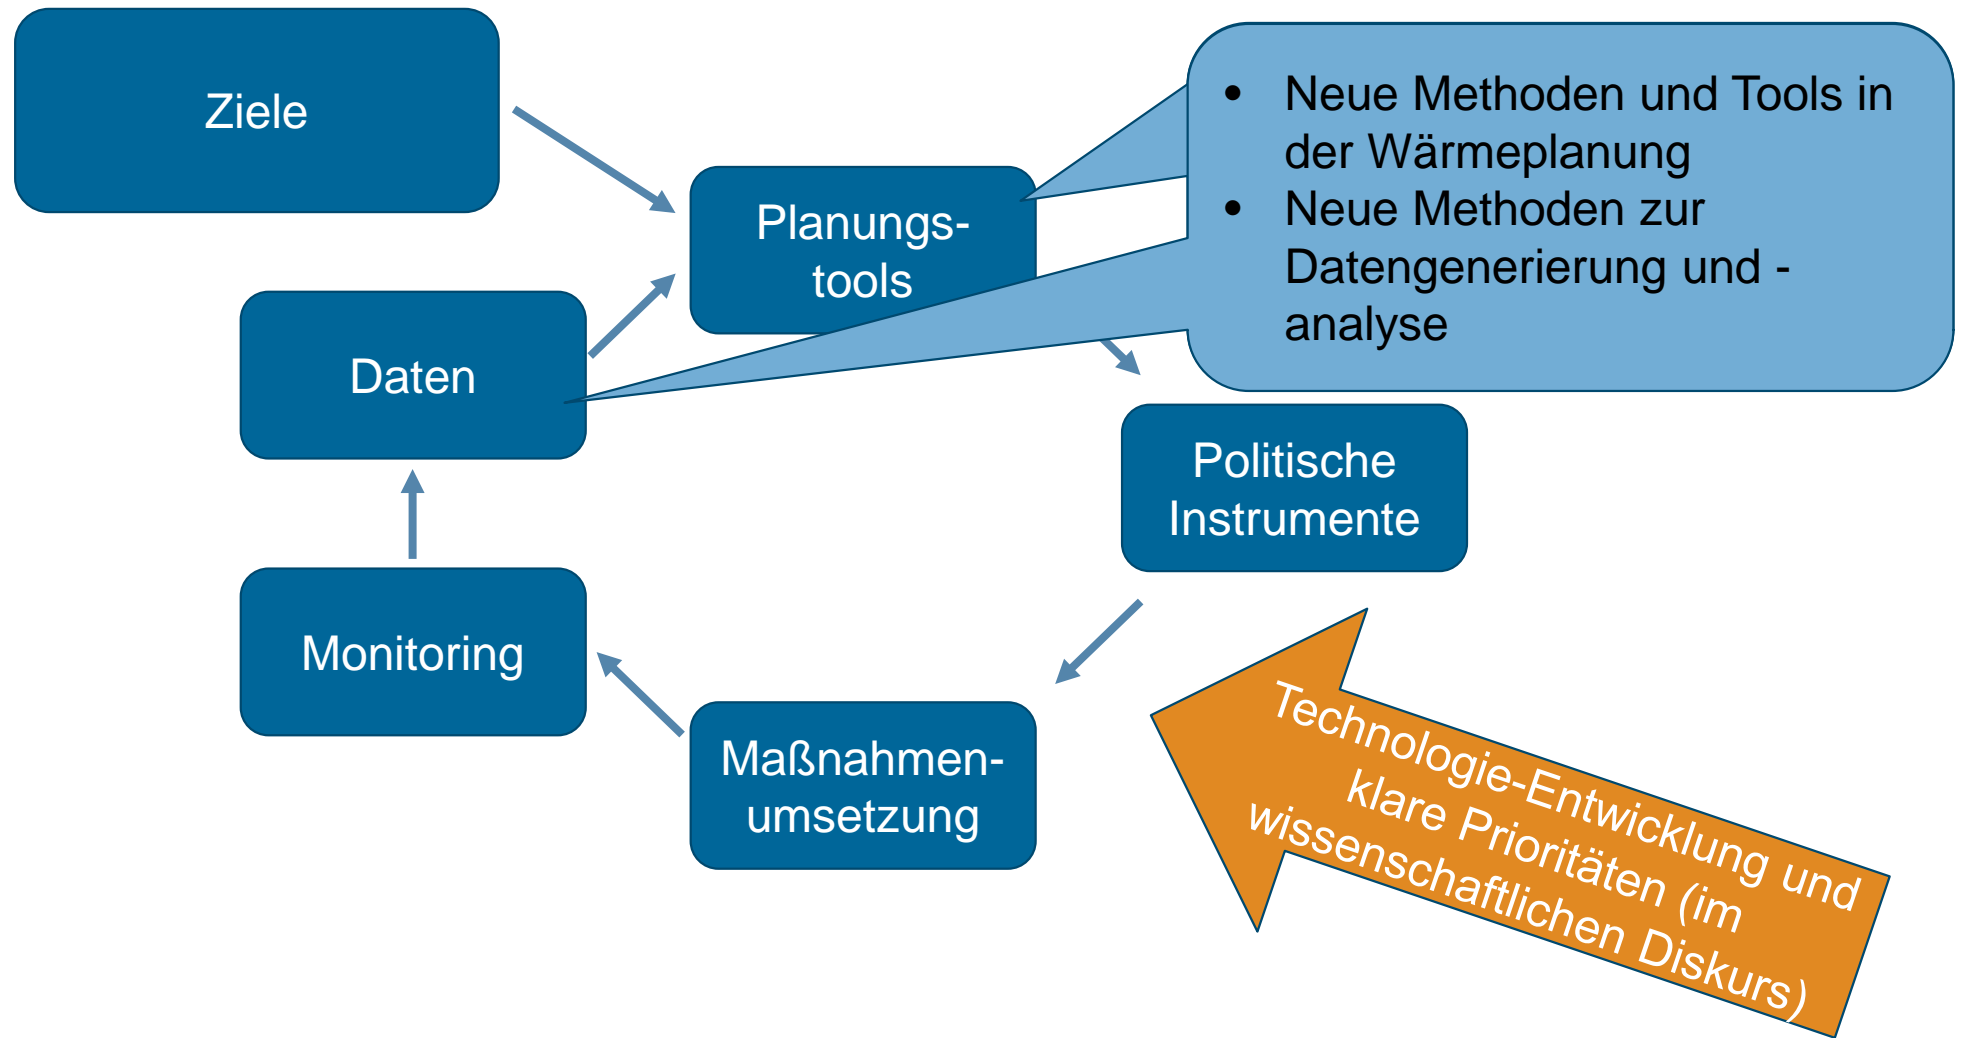 Ziele
• Neue Methoden und Tools in
der Wärmeplanung
• Neue Methoden zur
Datengenerierung und -
analyse
Planungs-
tools
Daten
Politische
Instrumente
Monitoring
Maßnahmen-
umsetzung
Technologie-Entwicklung und
klare Prioritäten (im
wissenschaftlichen Diskurs)